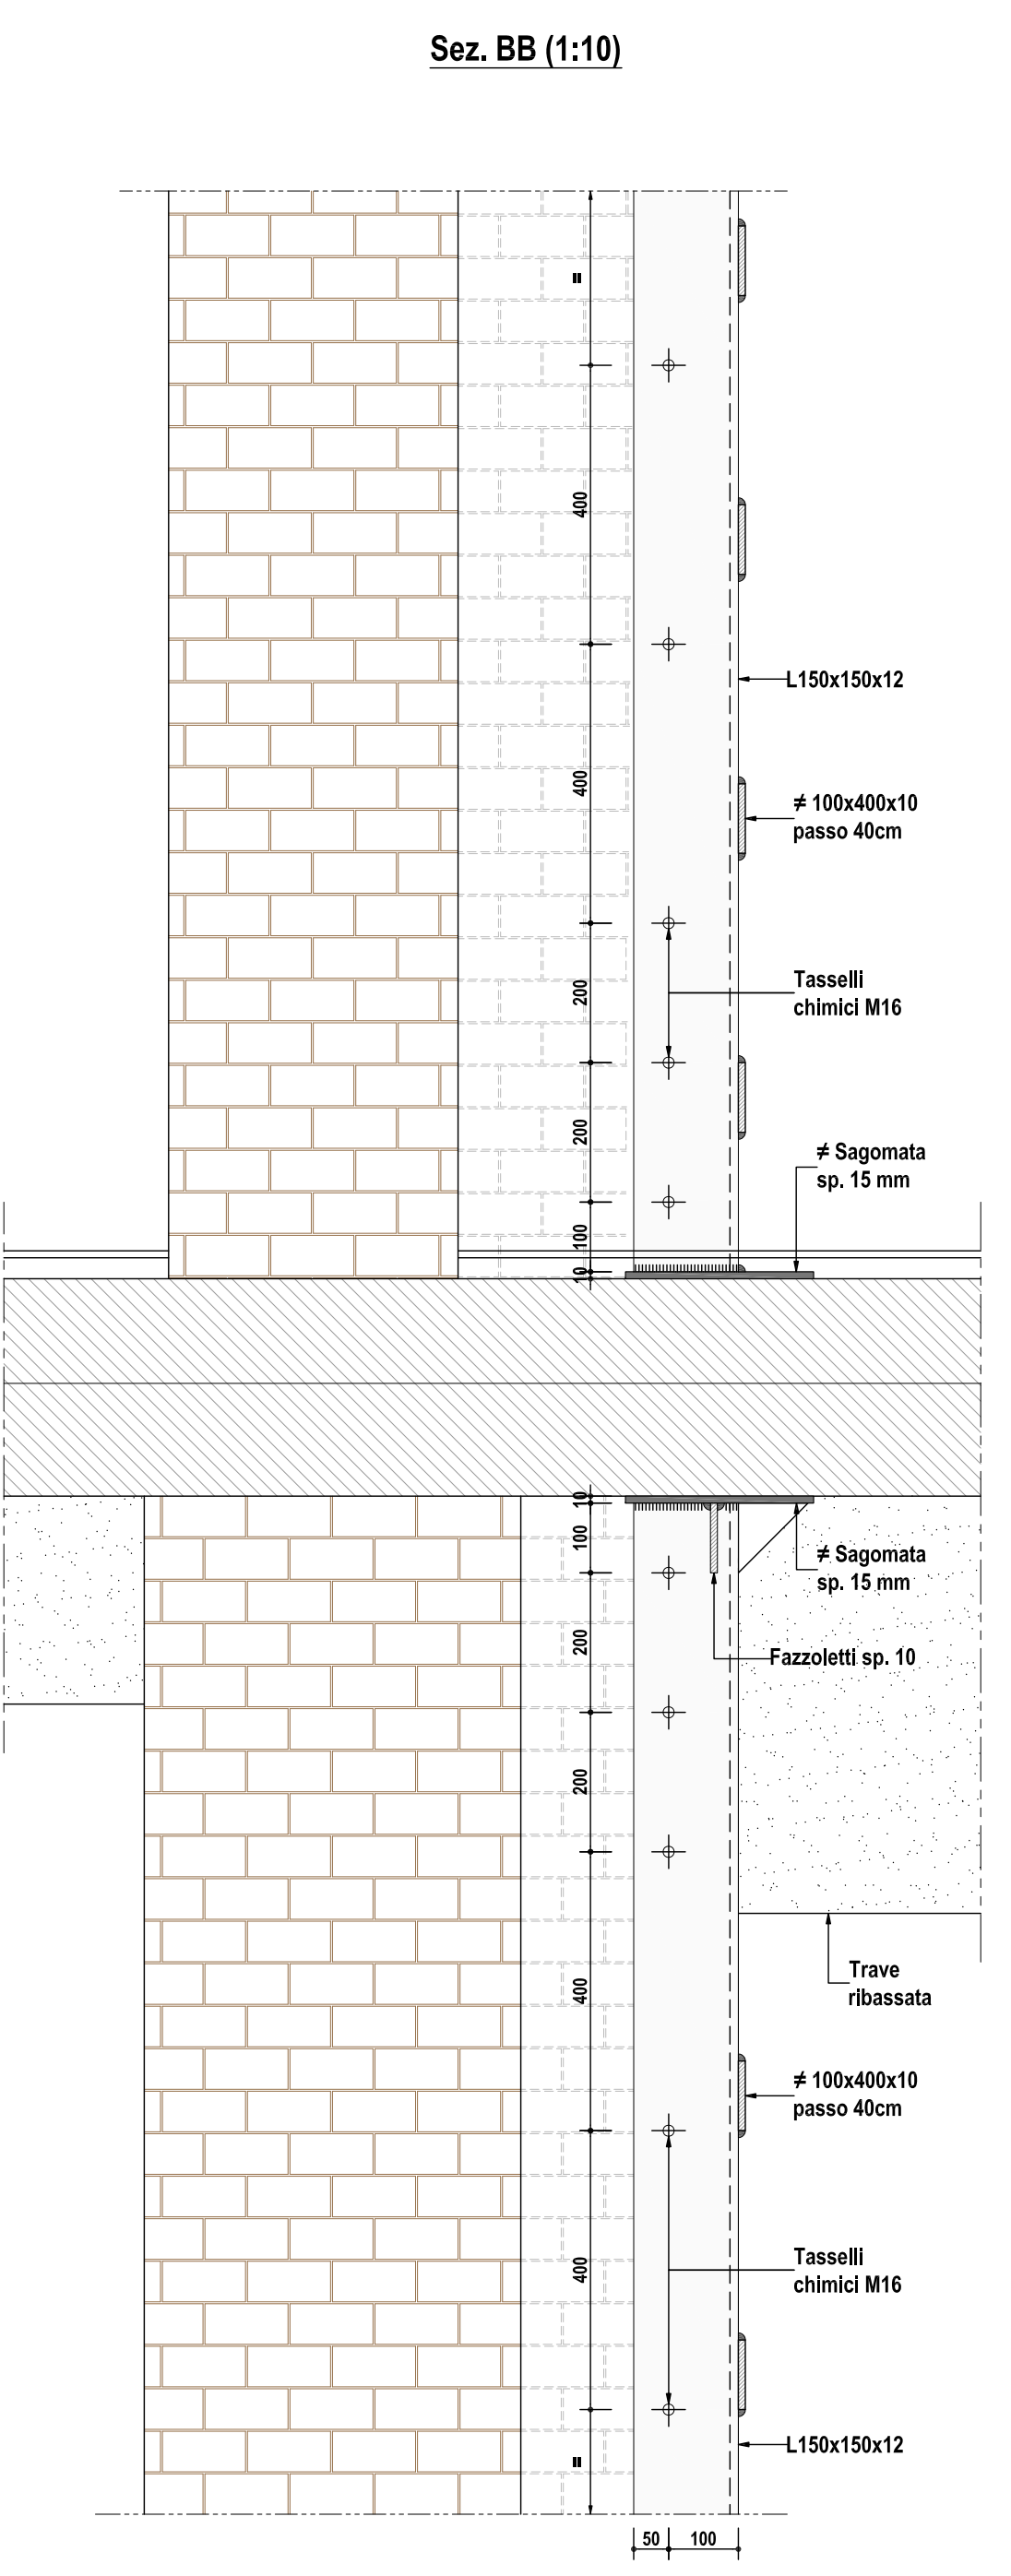 Sez. BB (1:10)
=
400
L150x150x12
400
≠ 100x400x10
passo 40cm
200
Tasselli
chimici M16
200
≠ Sagomata
sp. 15 mm
100
10
10
100
≠ Sagomata
sp. 15 mm
200
Fazzoletti sp. 10
200
400
Trave
ribassata
≠ 100x400x10
passo 40cm
400
Tasselli
chimici M16
L150x150x12
=
50 100